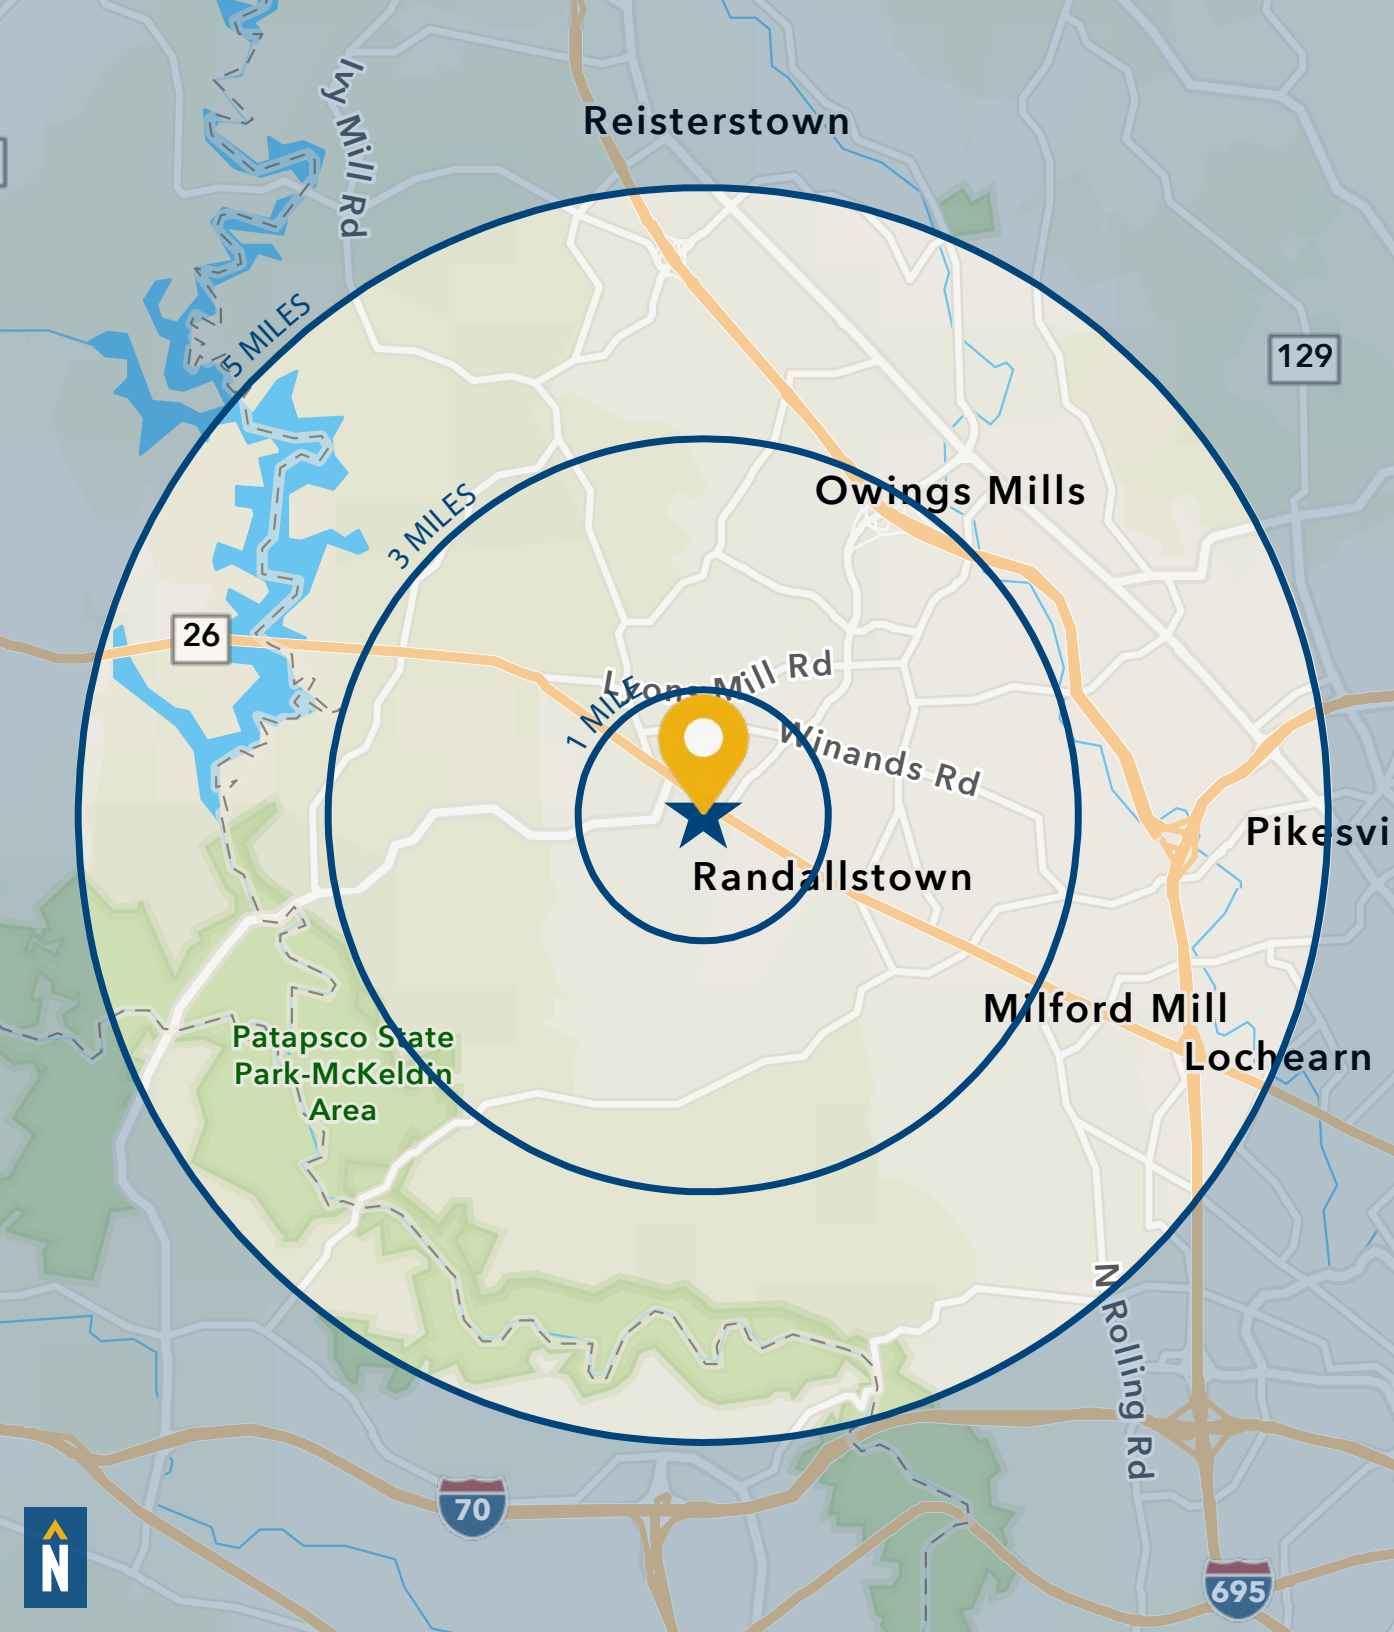 Ivy Mill Rd
Reisterstown
5 MILES
129
3 MILES
Owings Mills
26
Lyons Mill Rd
1 MILE
Winands Rd
Pikesvi
Randallstown
Milford Mill
Patapsco State
Park-McKeldin
Area
Lochearn
N Rolling Rd
70
N
695